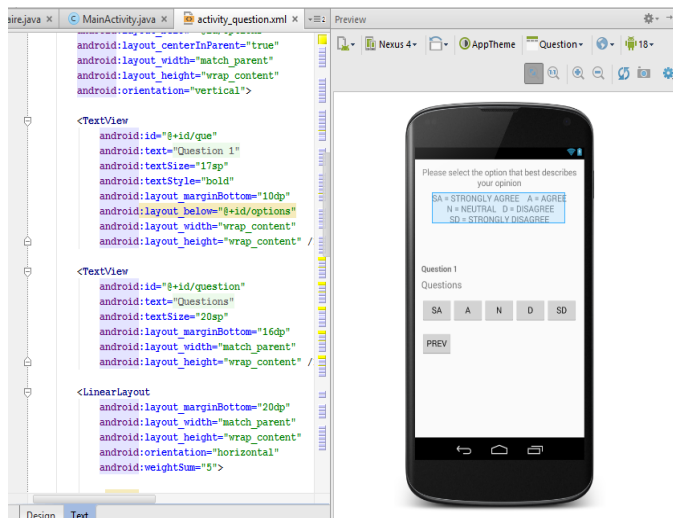 aire.java ×
MainActivity.java ×
activity_question.xml ×
android:layout_centerInParent="true"
android:layout_width="match_parent"
android:layout_height="wrap_content"
android:orientation="vertical">
<TextView
android:id="@+id/que"
android:text="Question 1"
android:textSize="17sp"
android:textStyle="bold"
android:layout_marginBottom="10dp"
android:layout_below="@+id/options"
android:layout_width="wrap_content"
android:layout_height="wrap_content" /
<TextView
android:id="@+id/question"
android:text="Questions"
android:textSize="20sp"
android:layout_marginBottom="16dp"
android:layout_width="match_parent"
android:layout_height="wrap_content" /
<LinearLayout
android:layout_marginBottom="20dp"
android:layout_width="match_parent"
android:layout_height="wrap_content"
android:orientation="horizontal"
android:weightSum="5">
Design Text
Preview
Nexus 4 AppTheme Question 18
1:1
Please select the option that best describes
your opinion
SA = STRONGLY AGREE A = AGREE
N = NEUTRAL D = DISAGREE
SD = STRONGLY DISAGREE
Question 1
Questions
SA A N D SD
PREV